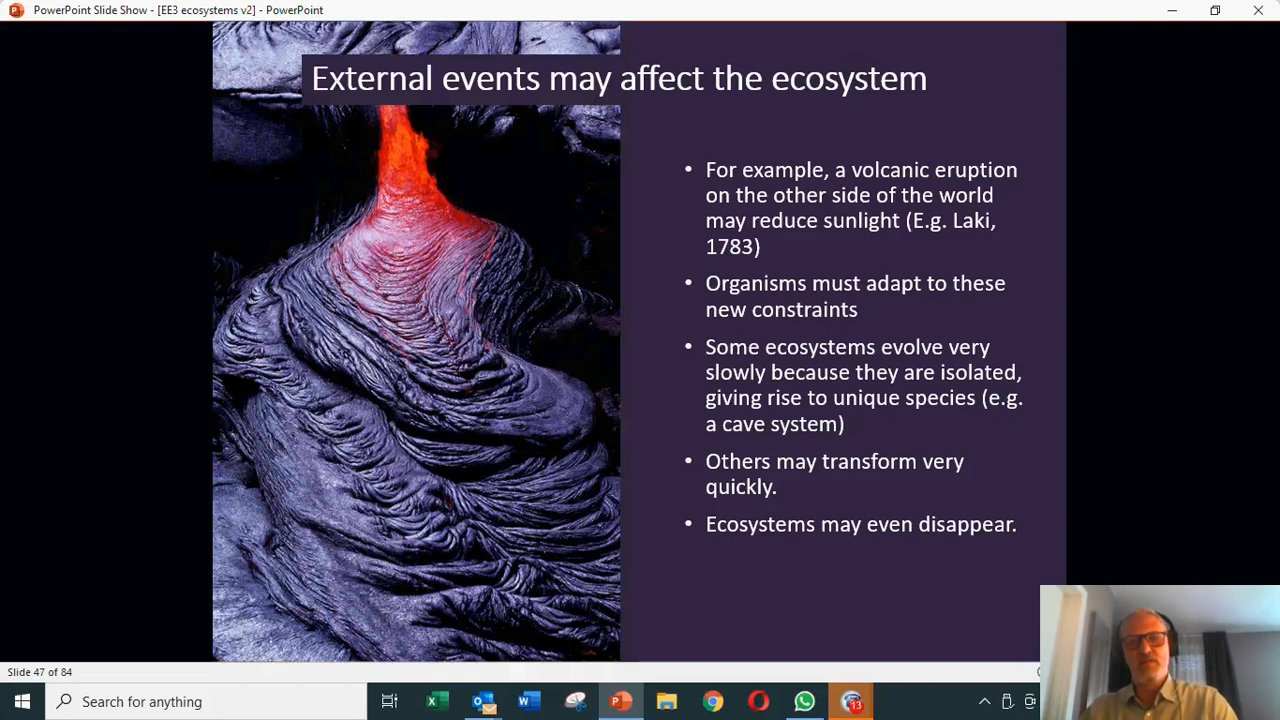 PowerPoint Slide Show - [EE3 ecosystems v2] - PowerPoint
External events may affect the ecosystem
• For example, a volcanic eruption
on the other side of the world
may reduce sunlight (E.g. Laki,
1783)
• Organisms must adapt to these
new constraints
• Some ecosystems evolve very
slowly because they are isolated,
giving rise to unique species (e.g.
a cave system)
• Others may transform very
quickly.
• Ecosystems may even disappear.
Slide 47 of 84
Search for anything
13